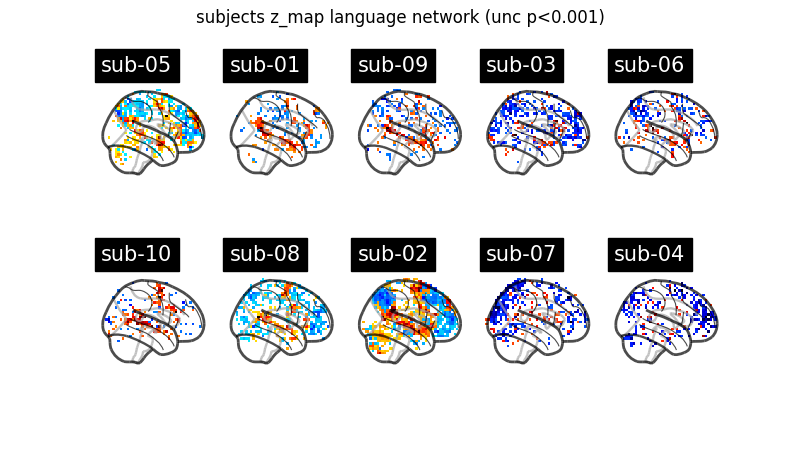 subjects z_map language network (unc p<0.001)
sub-05
sub-01
sub-09
sub-03
sub-06
sub-10
sub-08
sub-02
sub-07
sub-04